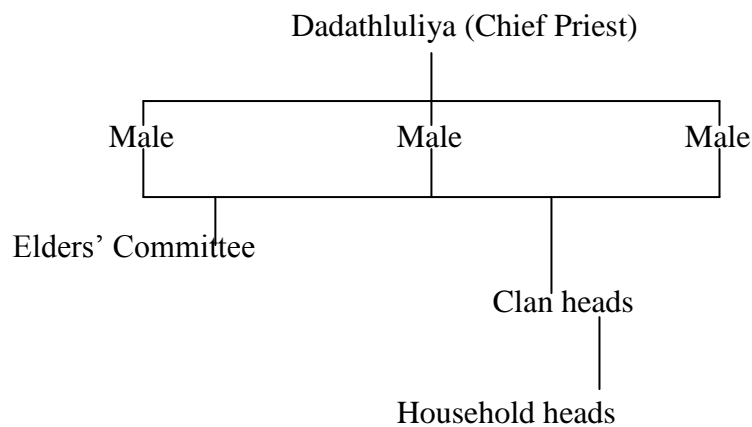 Dadathluliya (Chief Priest)
Male Male Male
Elders’ Committee
Clan heads
Household heads